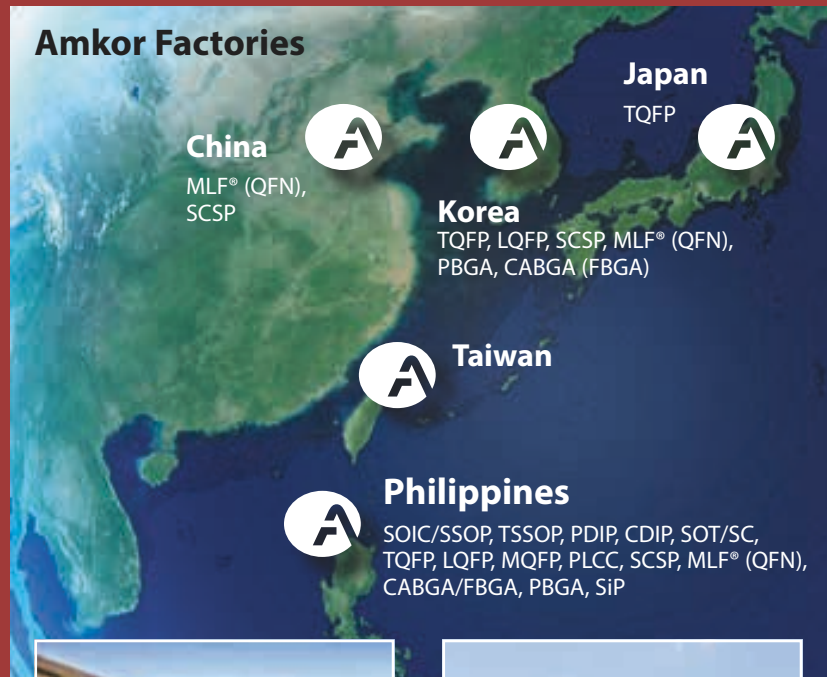 Amkor Factories
Japan
TQFP
China
MLF® (QFN),
SCSP
Korea
TQFP, LQFP, SCSP, MLF® (QFN),
PBGA, CABGA (FBGA)
Taiwan
Philippines
SOIC/SSOP, TSSOP, PDIP, CDIP, SOT/SC,
TQFP, LQFP, MQFP, PLCC, SCSP, MLF® (QFN),
CABGA/FBGA, PBGA, SiP